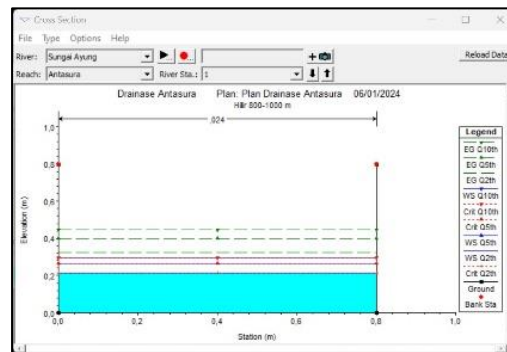 Cross Section
File Type Options Help
River: Sungai Ayung
Reload Data
Reach: Antasura River Sta.: 1
Drainase Antasura Plan: Plan Drainase Antasura 06/01/2024
Hilir 800-1000 m
,024
Legend
EG Q10th
EG Q5th
EG Q2th
WS Q10th
Crit Q10th
Crit Q5th
WS Q5th
WS Q2th
Crit Q2th
Ground
Bank Sta
1,0
0,8
0,6
0,4
0,2
0,0
Elevation (m)
0,0 0,2 0,4 0,6 0,8 1,0
Station (m)